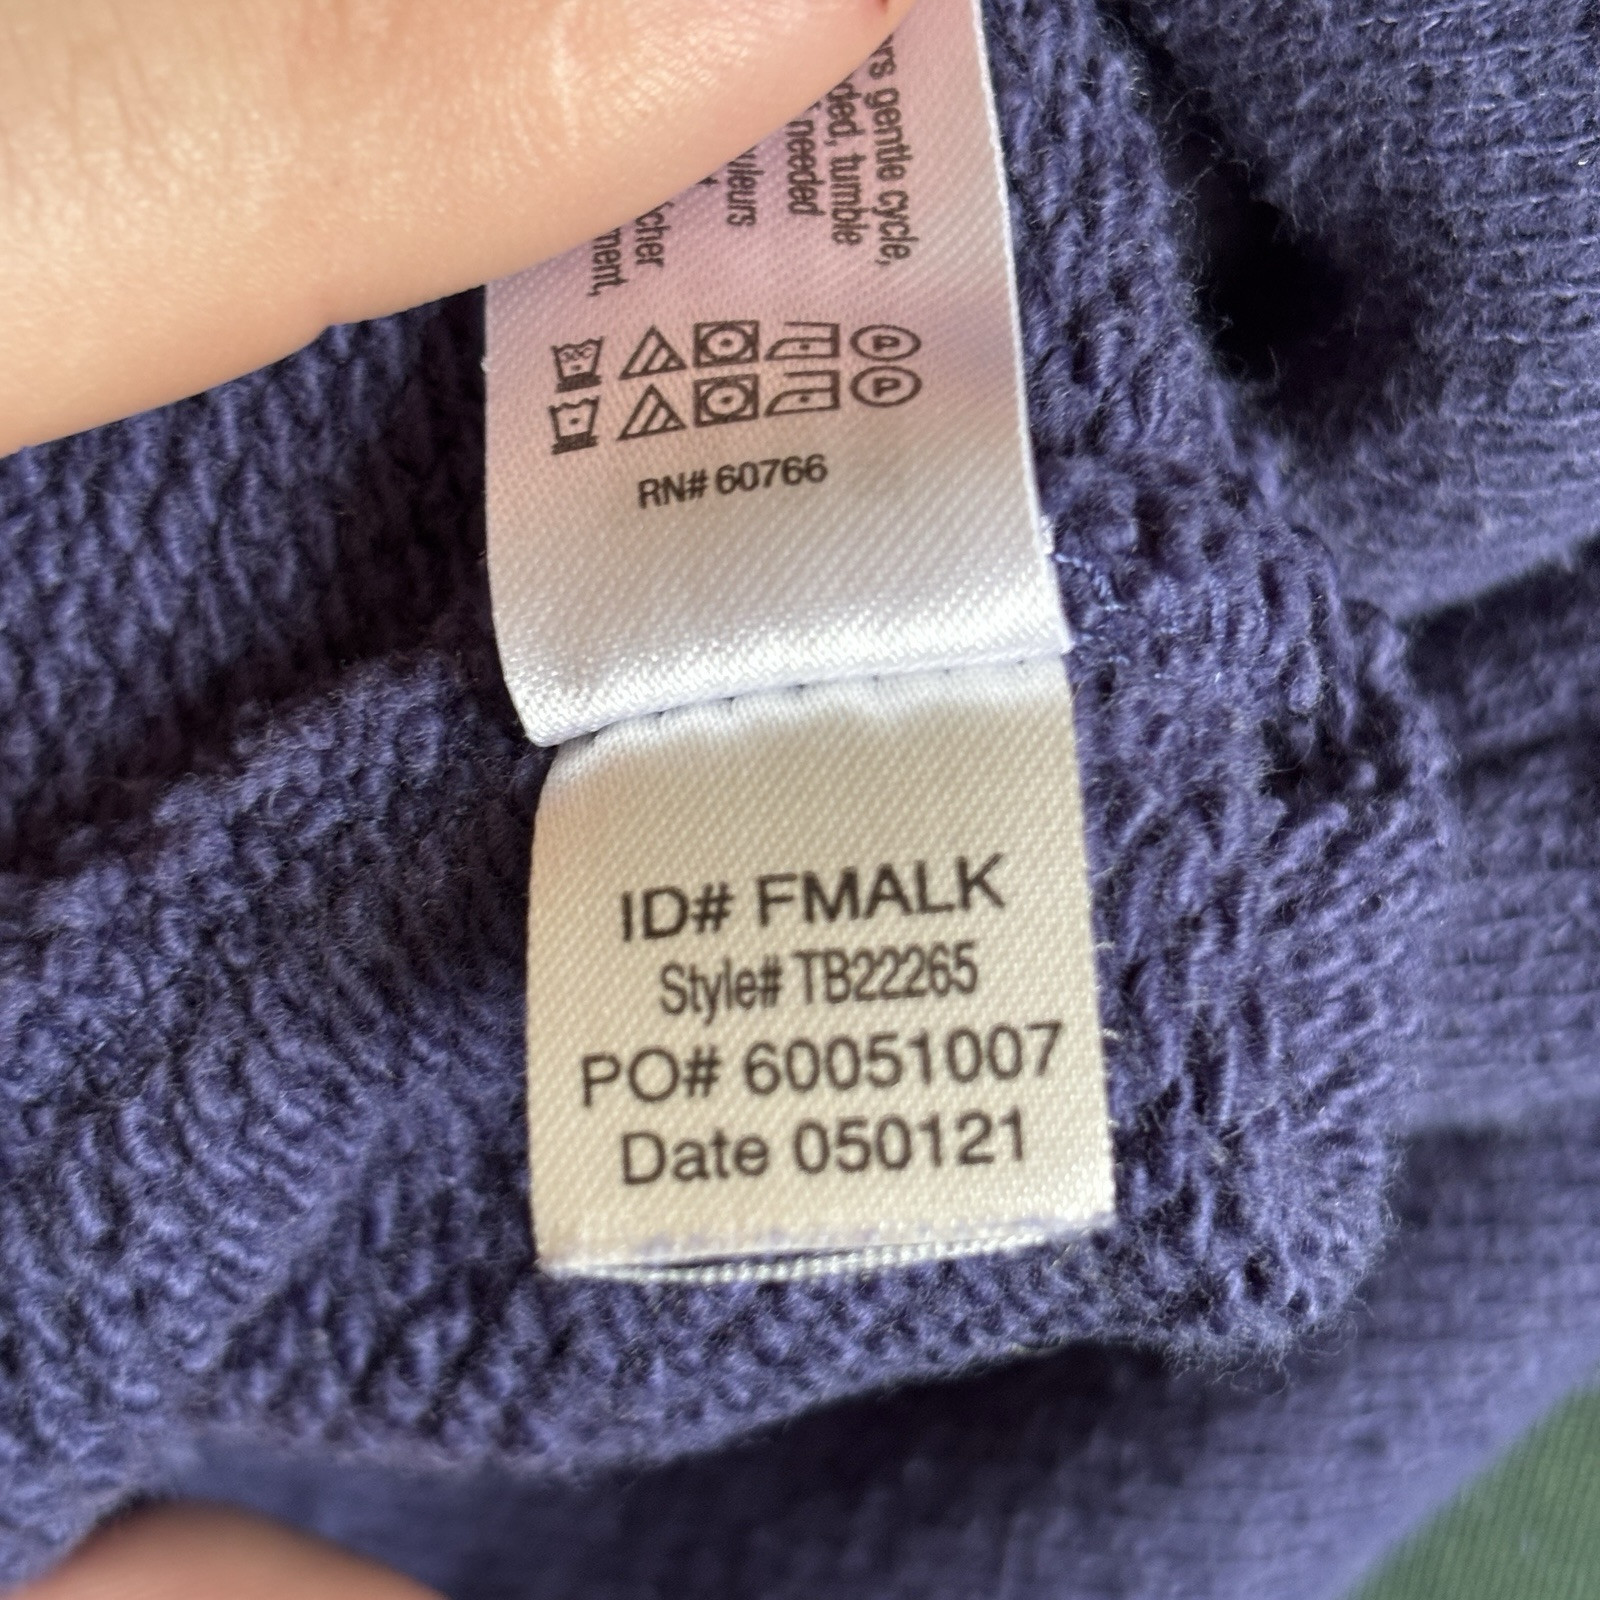 gentle cycle,
tumble
needed
RN# 60766
ID# FMALK
Style# TB22265
PO# 60051007
Date 050121